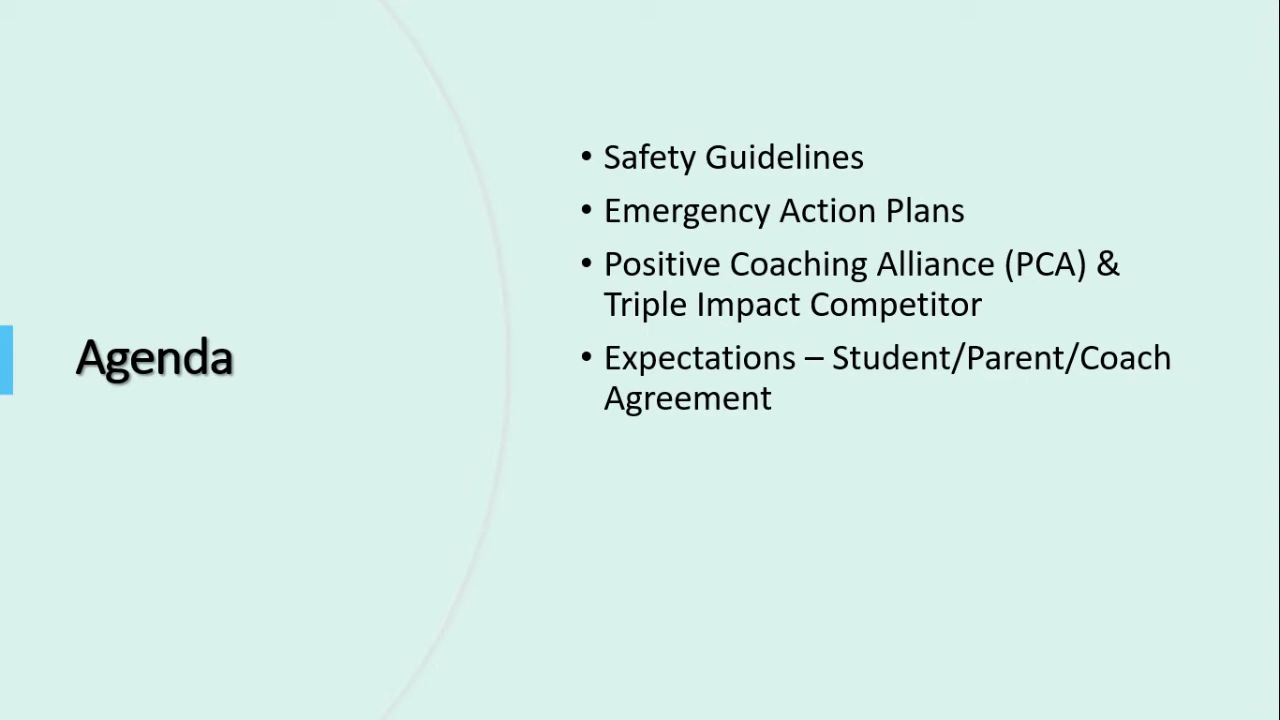 Agenda
• Safety Guidelines
• Emergency Action Plans
• Positive Coaching Alliance (PCA) &
Triple Impact Competitor
• Expectations – Student/Parent/Coach
Agreement